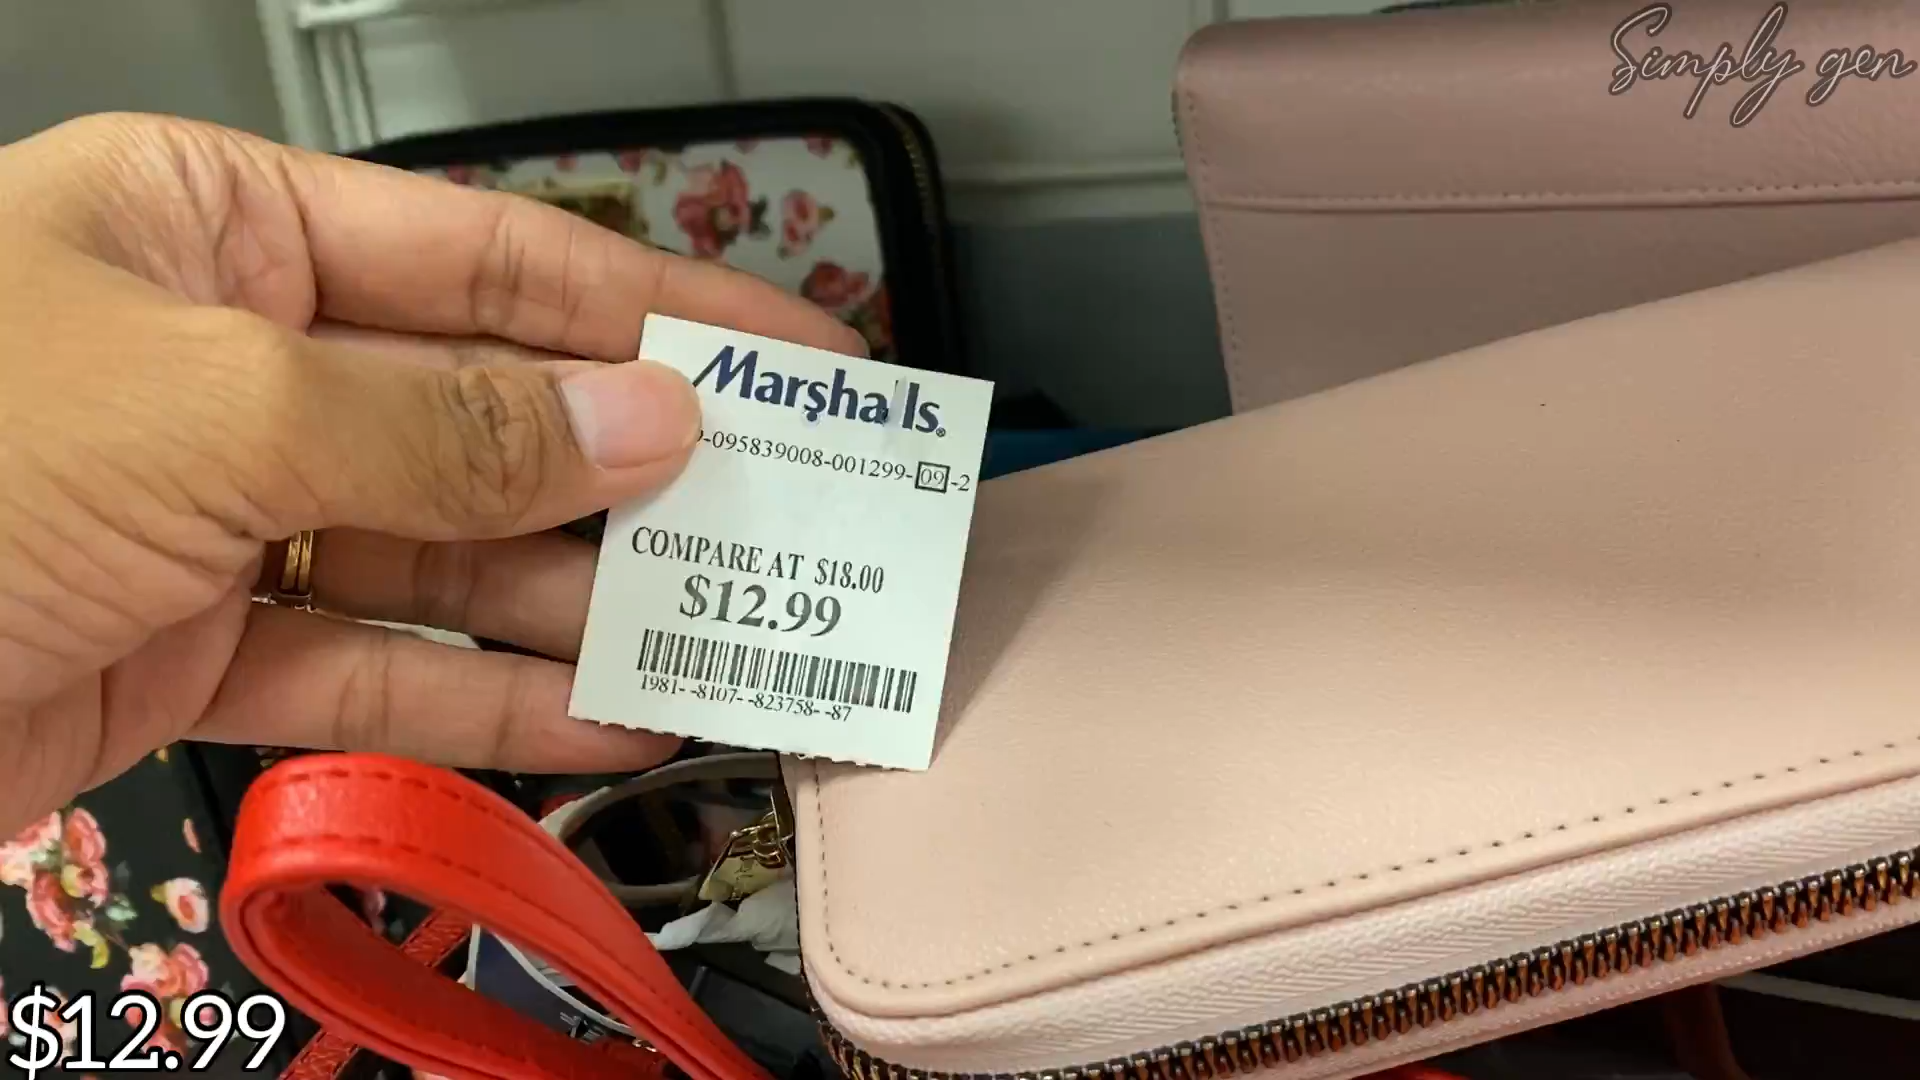 Simply gen
Marshalls®
-095839008-001299-09-2
COMPARE AT $18.00
$12.99
1981- -8107- -823758- -87
$12.99